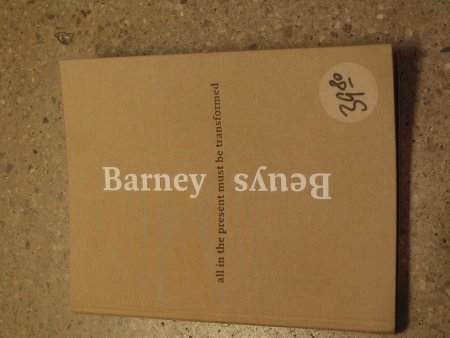 Barney
Beuys
all in the present must be transformed
39.80